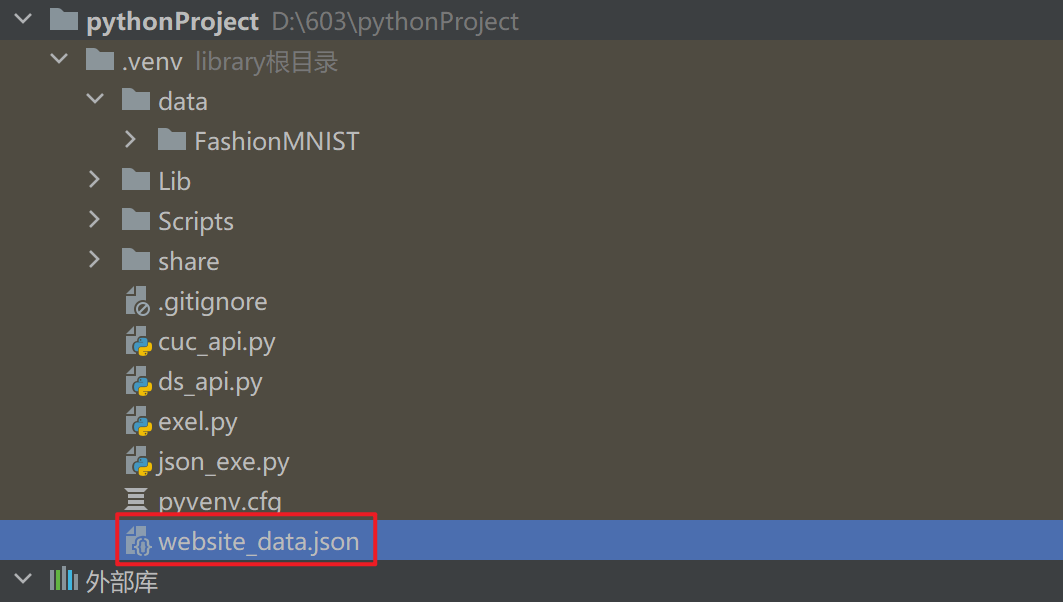 pythonProject D:\603\pythonProject
.venv library根目录
data
FashionMNIST
Lib
Scripts
share
.gitignore
cuc_api.py
ds_api.py
exel.py
json_exe.py
pyvenv.cfg
website_data.json
外部库